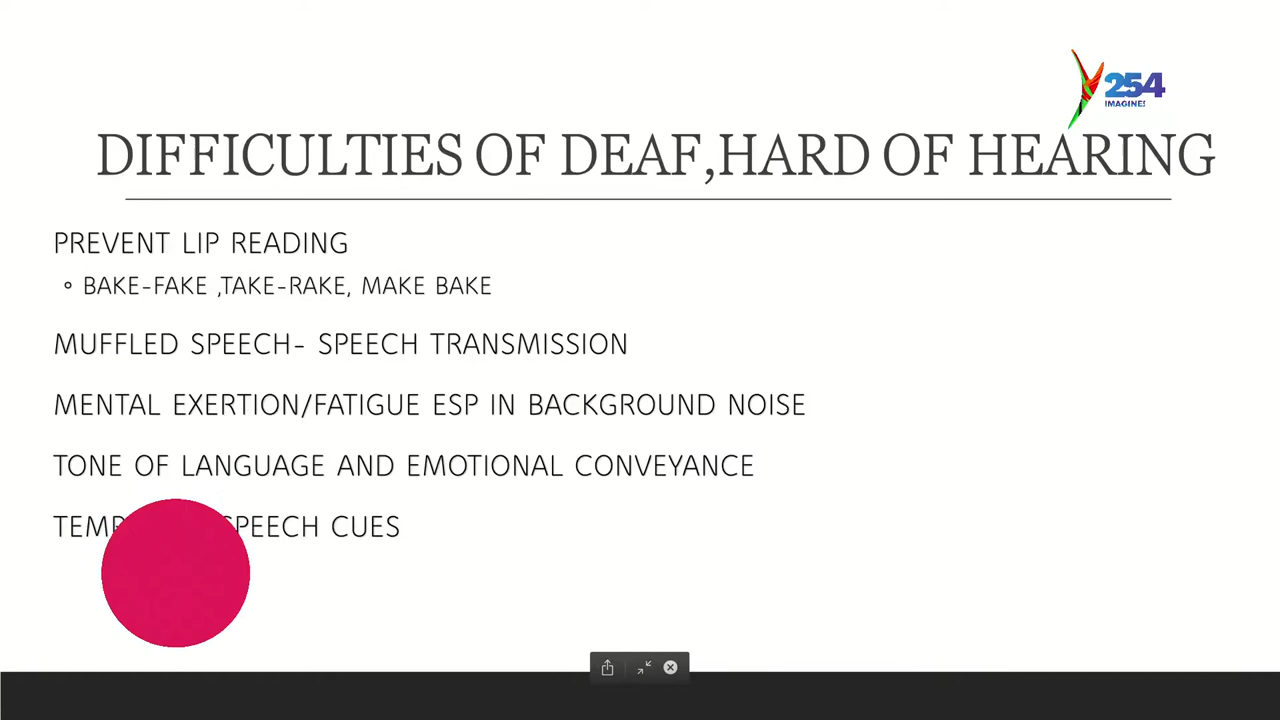 254
IMAGINE!
DIFFICULTIES OF DEAF,HARD OF HEARING
PREVENT LIP READING
BAKE-FAKE ,TAKE-RAKE, MAKE BAKE
MUFFLED SPEECH- SPEECH TRANSMISSION
MENTAL EXERTION/FATIGUE ESP IN BACKGROUND NOISE
TONE OF LANGUAGE AND EMOTIONAL CONVEYANCE
SPEECH CUES